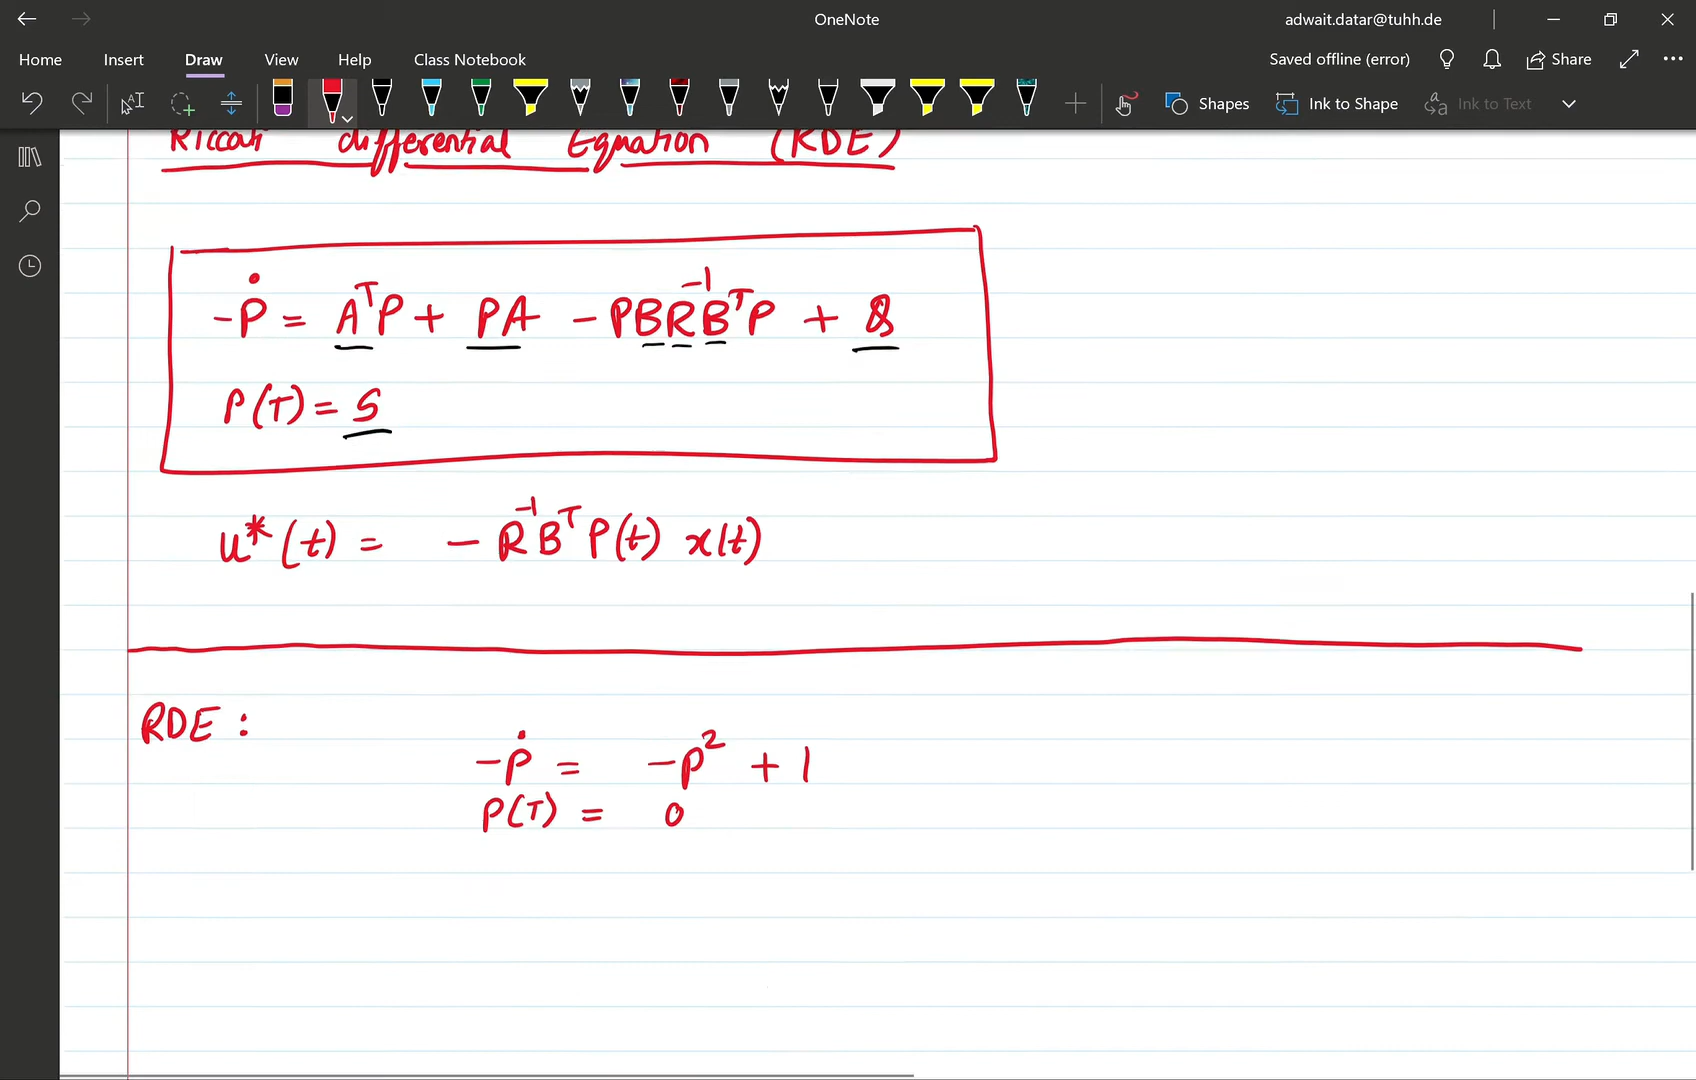 OneNote
adwait.datar@tuhh.de
Home Insert Draw View Help Class Notebook
Saved offline (error) Share
Shapes Ink to Shape Ink to Text
Riccati differential Equation (RDE)
-Ṗ = AᵀP + PA - PBR⁻¹BᵀP + Q
P(T) = S
u*(t) = - R⁻¹BᵀP(t) x(t)
RDE :
-ṗ = -p² + 1
P(T) = 0